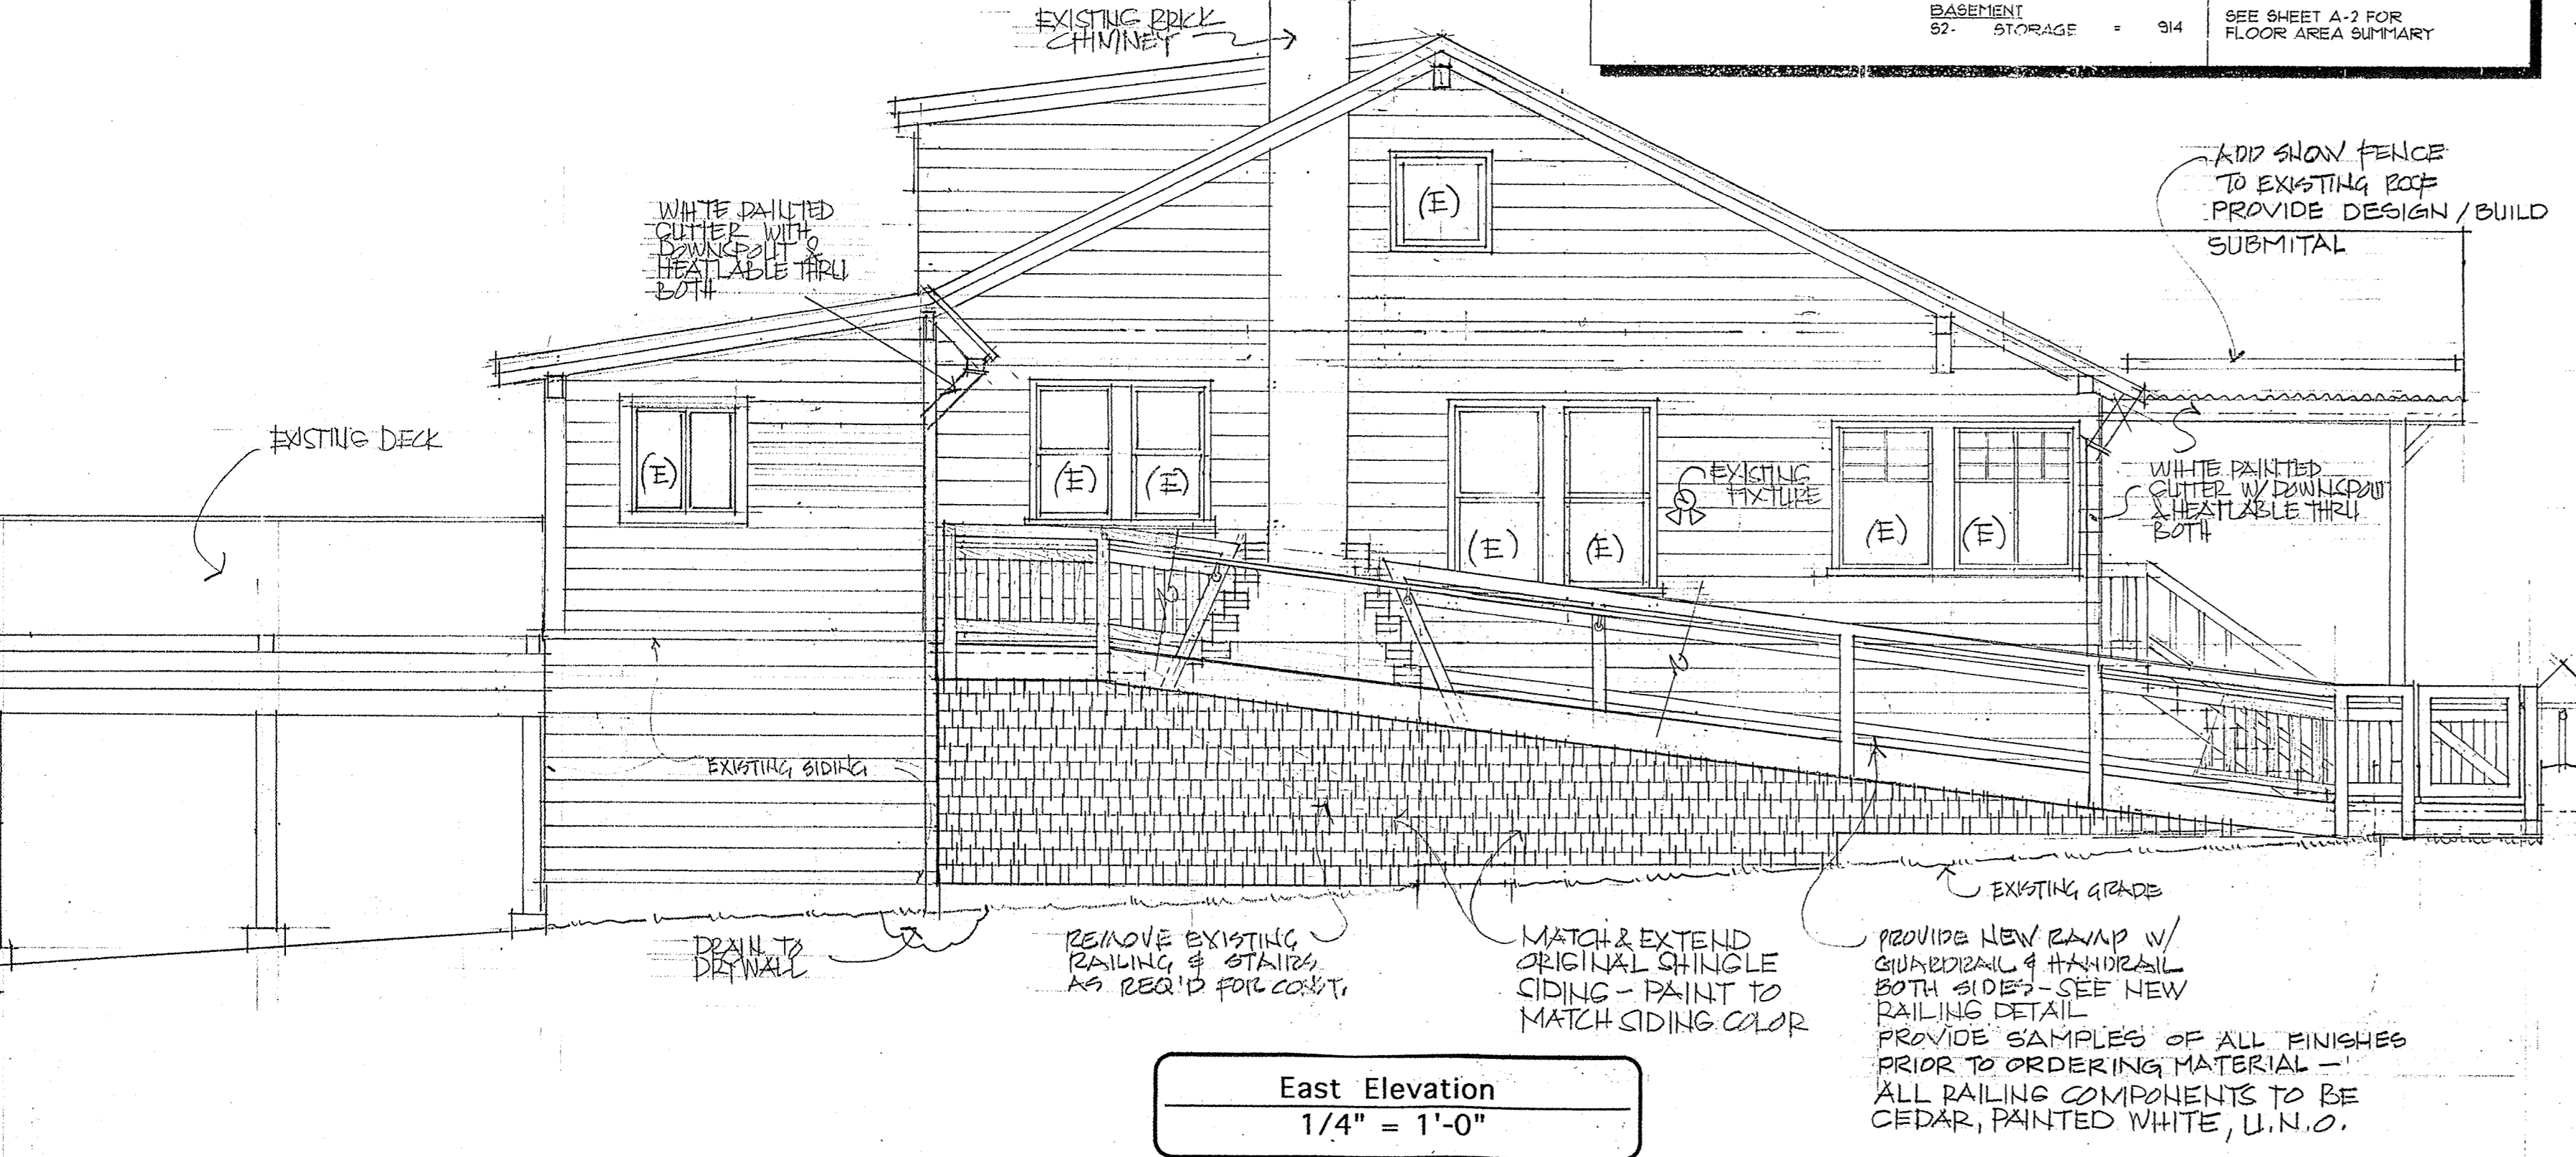 EXISTING BRICK
CHIMNEY
BASEMENT
S2- STORAGE = 914
SEE SHEET A-2 FOR
FLOOR AREA SUMMARY
ADD SNOW FENCE
TO EXISTING ROOF
PROVIDE DESIGN / BUILD
SUBMITAL
WHITE PAINTED
GUTTER WITH
DOWNSPOUT &
HEATCABLE THRU
BOTH
(E)
EXISTING DECK
(E)
(E)
(E)
EXISTING
FIXTURE
(E)
(E)
(E)
(E)
WHITE PAINTED
GUTTER W/ DOWNSPOUT
& HEATCABLE THRU
BOTH
EXISTING SIDING
EXISTING GRADE
DRAIN TO
DRYWALL
REMOVE EXISTING
RAILING & STAIRS
AS REQ'D FOR CONST.
MATCH & EXTEND
ORIGINAL SHINGLE
SIDING - PAINT TO
MATCH SIDING COLOR
PROVIDE NEW RAMP W/
GUARDRAIL & HANDRAIL
BOTH SIDES - SEE NEW
RAILING DETAIL
PROVIDE SAMPLES OF ALL FINISHES
PRIOR TO ORDERING MATERIAL -
ALL RAILING COMPONENTS TO BE
CEDAR, PAINTED WHITE, U.N.O.
East Elevation
1/4" = 1'-0"